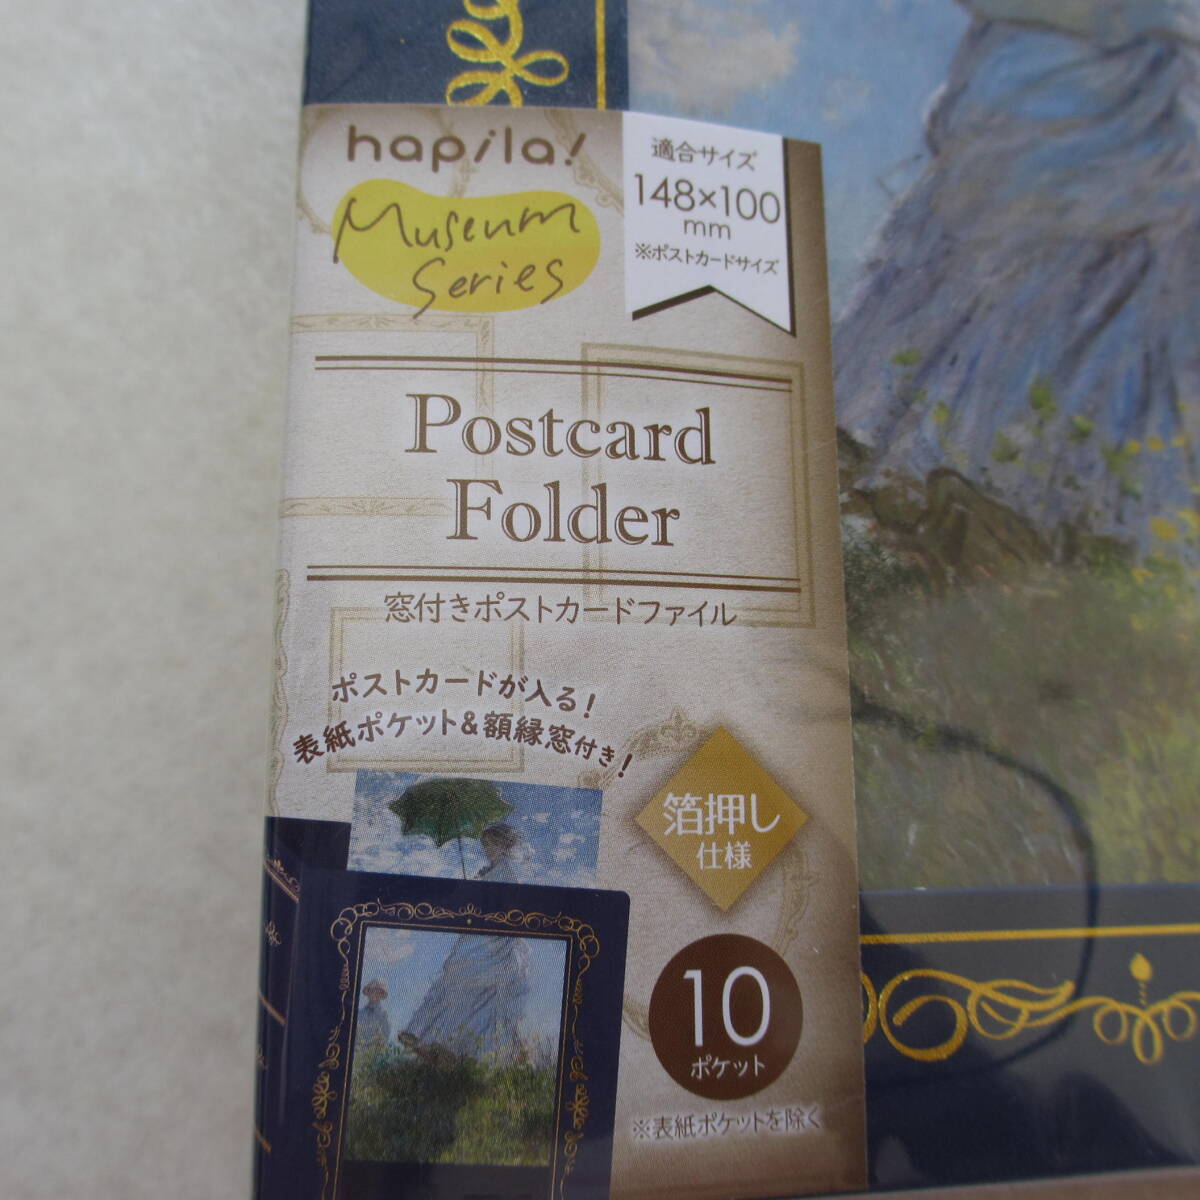 hapila!
Museum
Series
適合サイズ
148×100
mm
※ポストカードサイズ
Postcard
Folder
窓付きポストカードファイル
ポストカードが入る!
表紙ポケット&額縁窓付き!
箔押し
仕様
10
ポケット
※表紙ポケットを除く